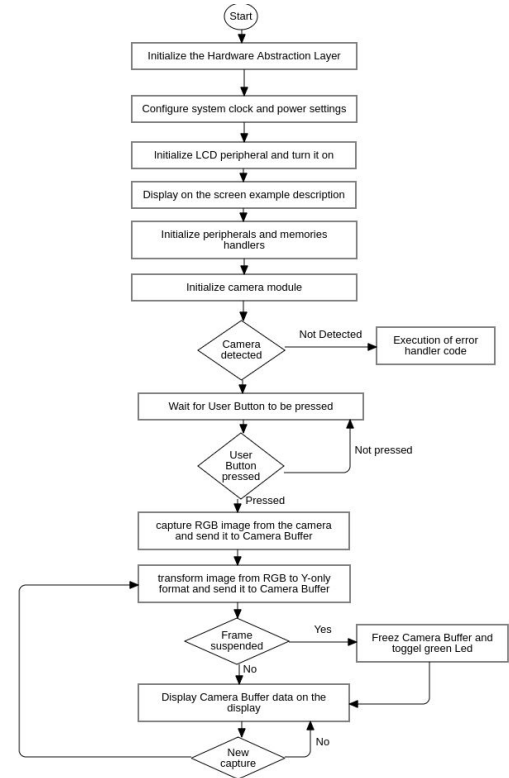 Start
Initialize the Hardware Abstraction Layer
Configure system clock and power settings
Initialize LCD peripheral and turn it on
Display on the screen example description
Initialize peripherals and memories
handlers
Initialize camera module
Camera
detected
Not Detected
Execution of error
handler code
Wait for User Button to be pressed
User
Button
pressed
Not pressed
Pressed
capture RGB image from the camera
and send it to Camera Buffer
transform image from RGB to Y-only
format and send it to Camera Buffer
Frame
suspended
Yes
Freez Camera Buffer and
toggel green Led
No
Display Camera Buffer data on the
display
New
capture
No